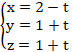 x = 2 − t
y = 1 + t
z = 1 + t